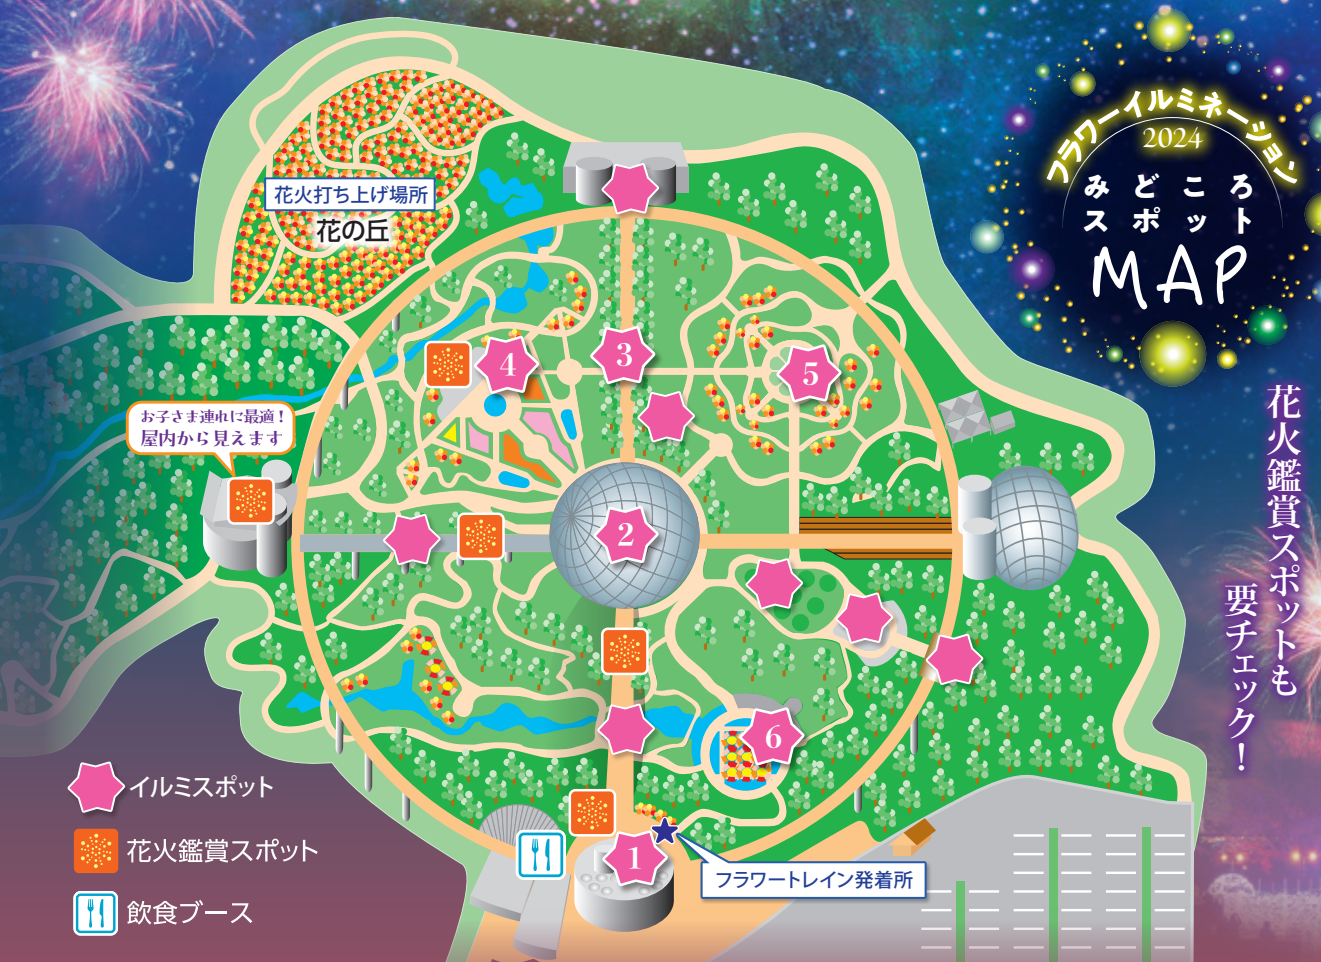 フラワーイルミネーション
2024
みどころ
スポット
MAP
花火鑑賞スポットも
要チェック！
花火打ち上げ場所
花の丘
お子さま連れに最適！
屋内から見えます
4
3
5
2
6
1
フラワートレイン発着所
イルミスポット
花火鑑賞スポット
飲食ブース